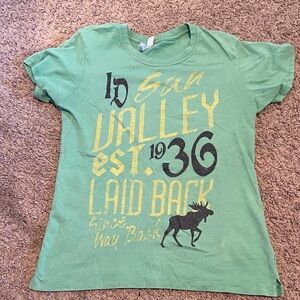 ID Sun
VALLEY
est. 1936
LAID BACK
Since
Way Back